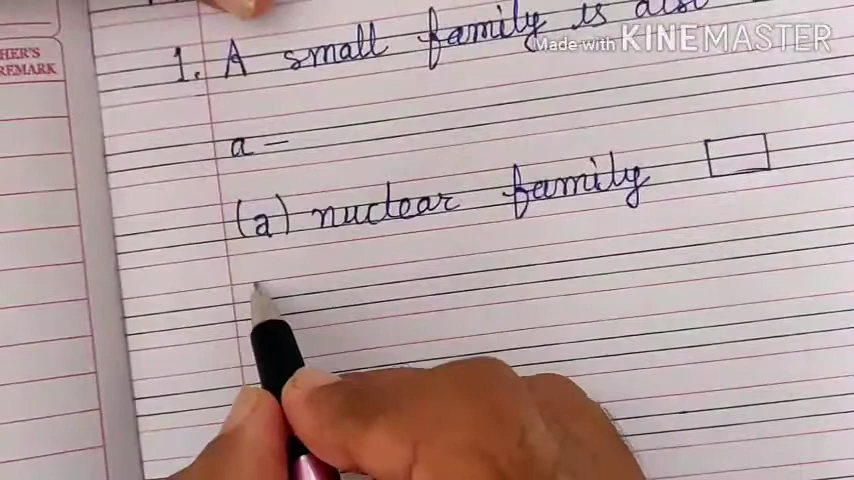 1. A small family is also
Made with KINEMASTER
HER'S
REMARK
a —
(a) nuclear family